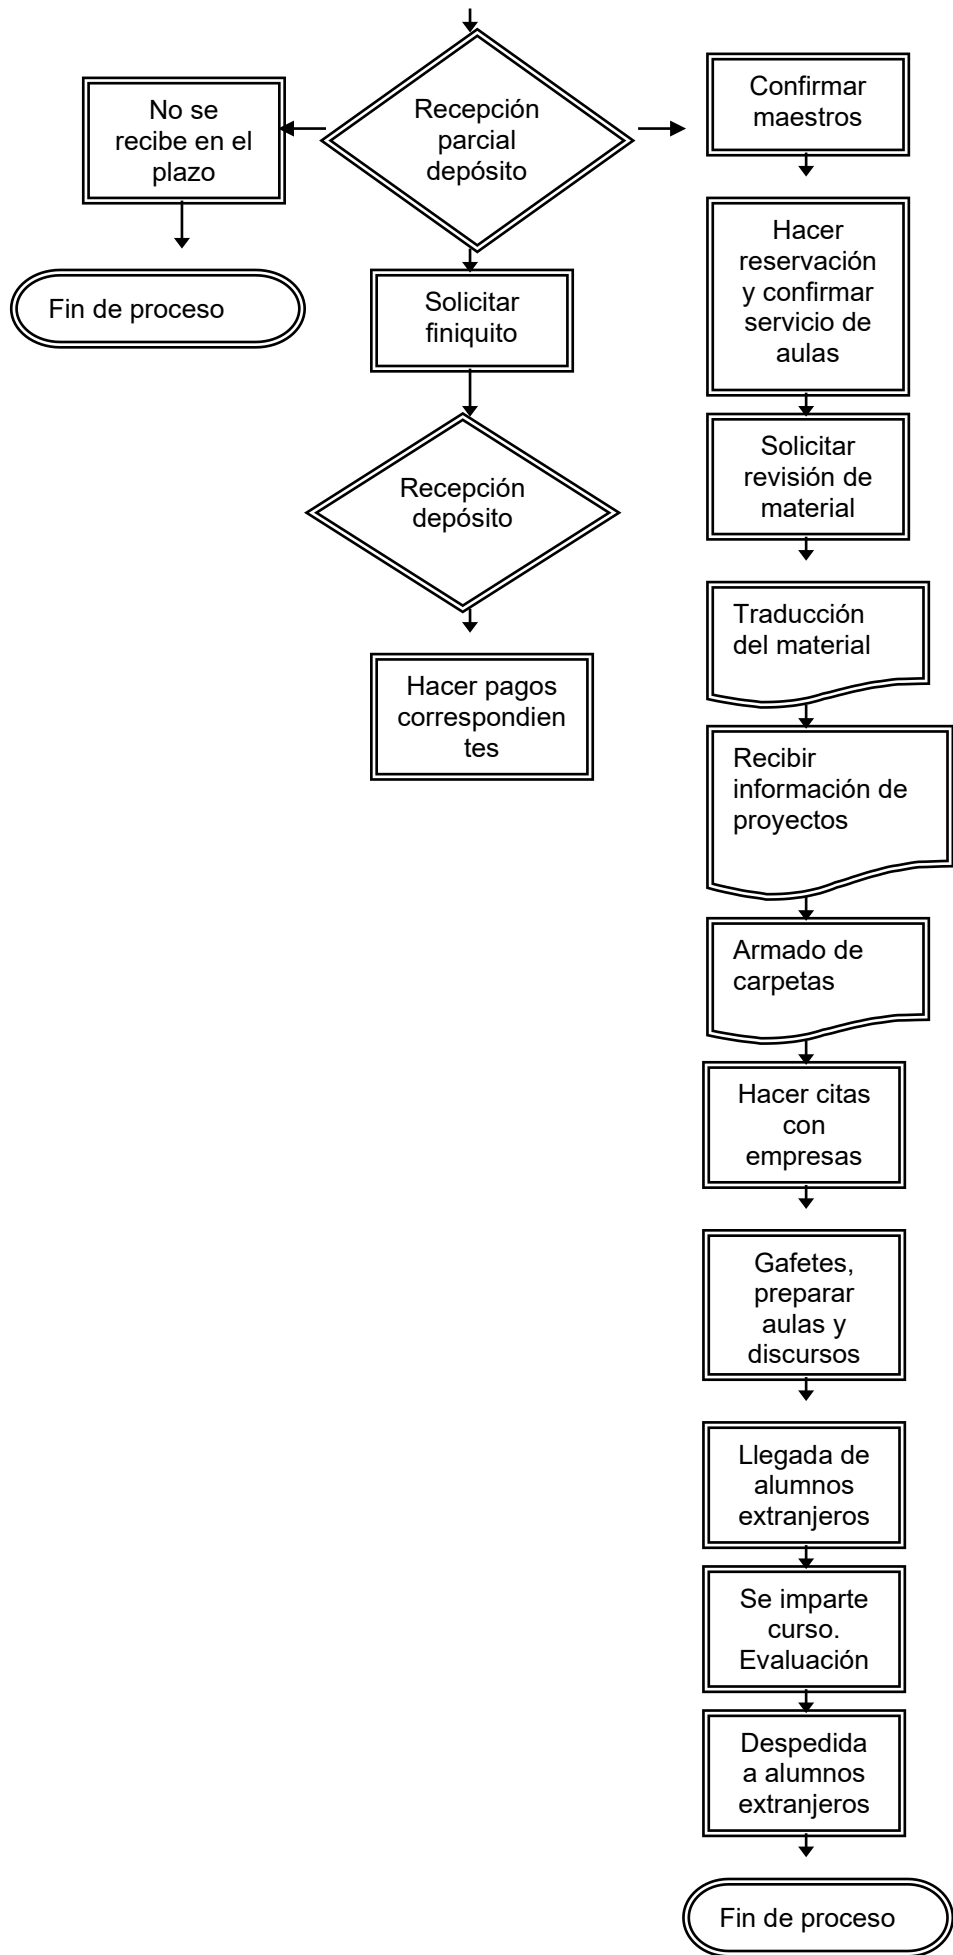 No se
recibe en el
plazo
Fin de proceso
Recepción
parcial
depósito
Solicitar
finiquito
Recepción
depósito
Hacer pagos
correspondien
tes
Confirmar
maestros
Hacer
reservación
y confirmar
servicio de
aulas
Solicitar
revisión de
material
Traducción
del material
Recibir
información de
proyectos
Armado de
carpetas
Hacer citas
con
empresas
Gafetes,
preparar
aulas y
discursos
Llegada de
alumnos
extranjeros
Se imparte
curso.
Evaluación
Despedida
a alumnos
extranjeros
Fin de proceso